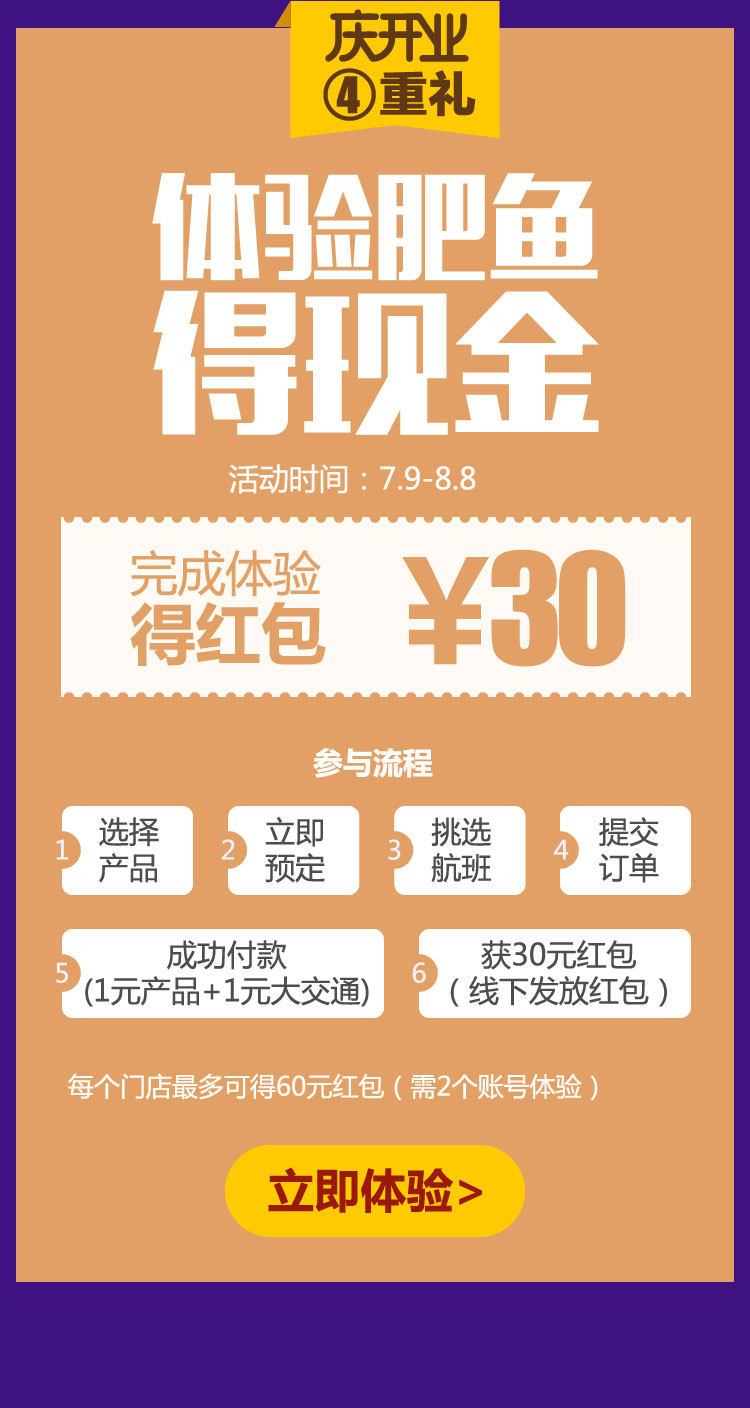 庆开业
④重礼
体验肥鱼
得现金
活动时间：7.9-8.8
完成体验
得红包
¥30
参与流程
1
选择
产品
2
立即
预定
3
挑选
航班
4
提交
订单
5
成功付款
(1元产品+1元大交通)
6
获30元红包
（线下发放红包）
每个门店最多可得60元红包（需2个账号体验）
立即体验>